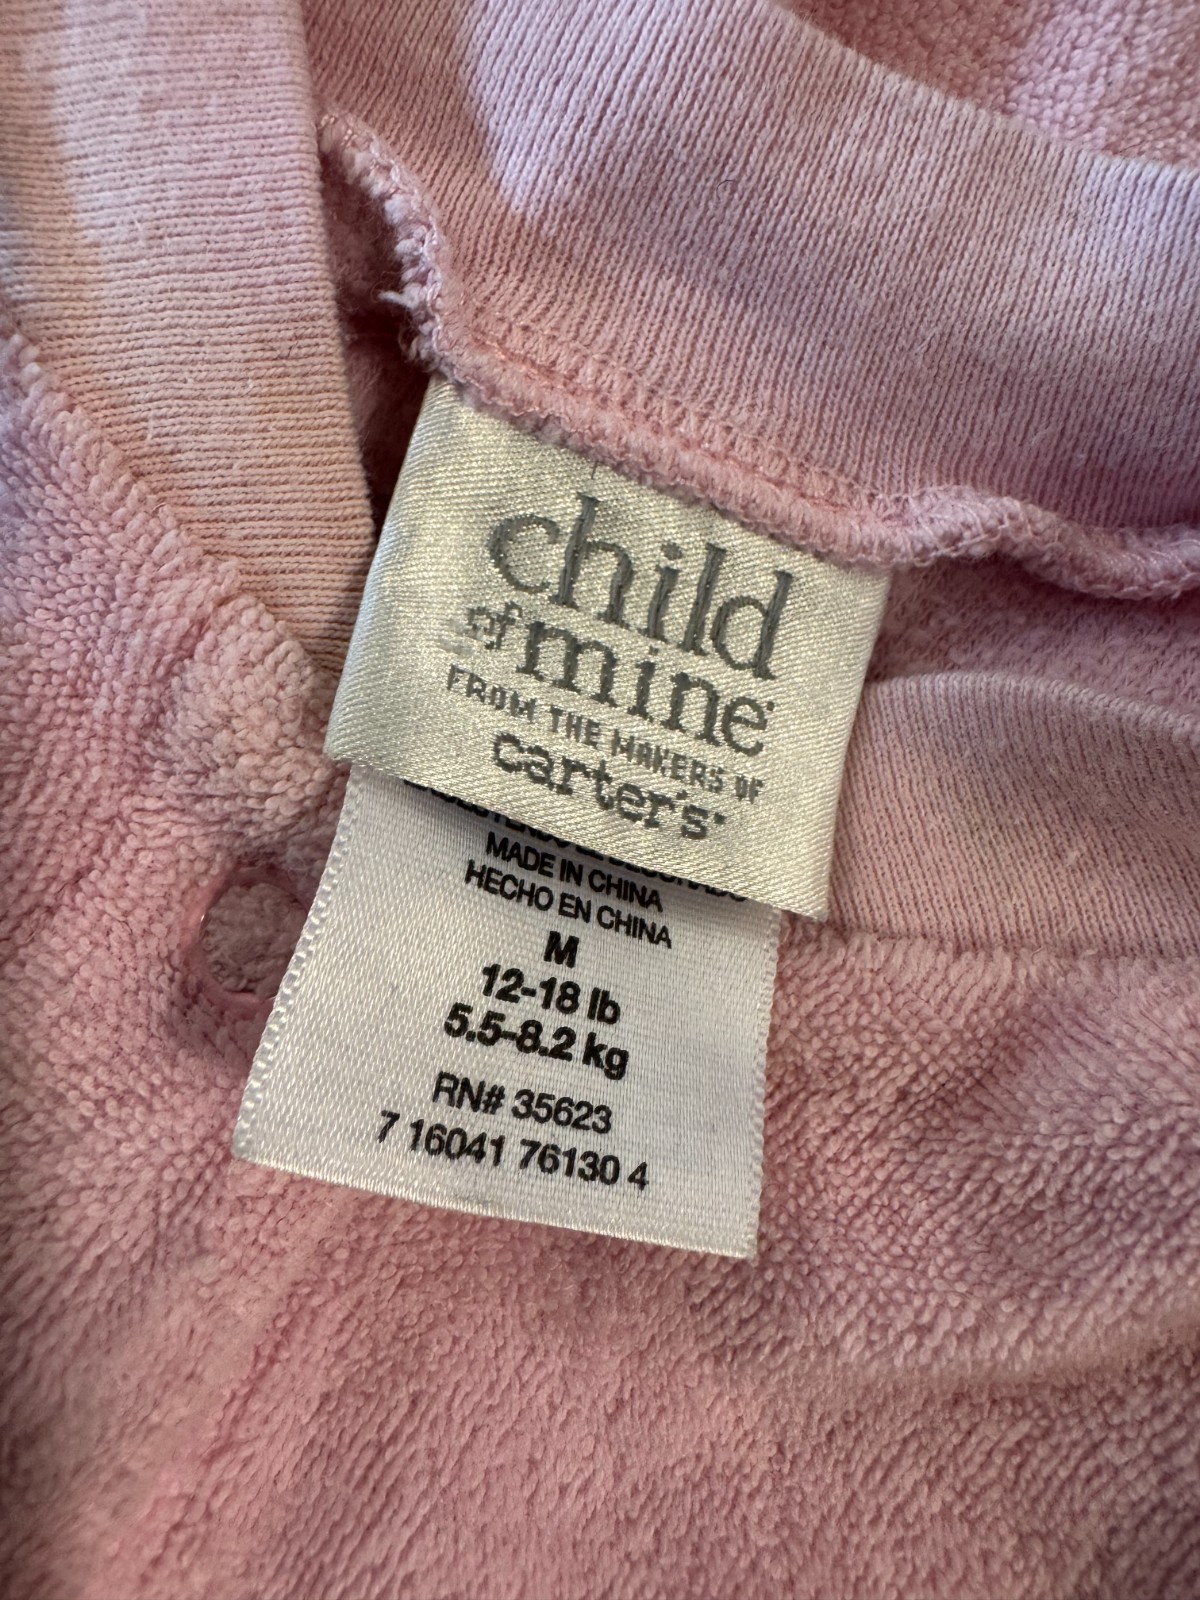 child
of mine
FROM THE MAKERS OF
carter's
MADE IN CHINA
HECHO EN CHINA
M
12-18 lb
5.5-8.2 kg
RN# 35623
7 16041 76130 4